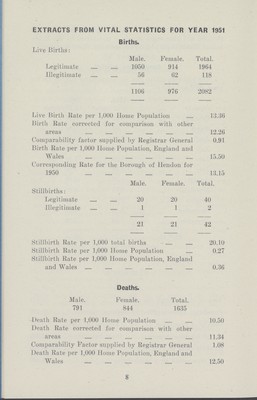 EXTRACTS FROM VITAL STATISTICS FOR YEAR 1951
Births.
Live Births:
Male. Female. Total.
Legitimate — — 1050 914 1964
Illegitimate — — 56 62 118
1106 976 2082
Live Birth Rate per 1,000 Home Population — 12.36
Birth Rate corrected for comparison with other
areas — — — — — — — 12.26
Comparability factor supplied by Registrar General 0.93
Birth Rate per 1,000 Home Population, England and
Wales — — — — — — — 15.50
Corresponding Rate for the Borough of Hendon for
1950 — — — — — — — 13.15
Male. Female. Total.
Stillbirths:
Legitimate — — 20 20 40
Illegitimate — — 1 1 2
21 21 42
Stillbirth Rate per 1,000 total births — — 20.10
Stillbirth Rate per 1,000 Home Population — 0.27
Stillbirth Rate per 1,000 Home Population, England
and Wales — — — — — — 0.36
Deaths.
Male. Female. Total.
791 844 1635
Death Rate per 1,000 Home Population — — 10.50
Death Rate corrected for comparison with other
areas — — — — — — — 11.34
Comparability Factor supplied by Registrar General 1.08
Death Rate per 1,000 Home Population, England and
Wales — — — — — — — 12.50
8